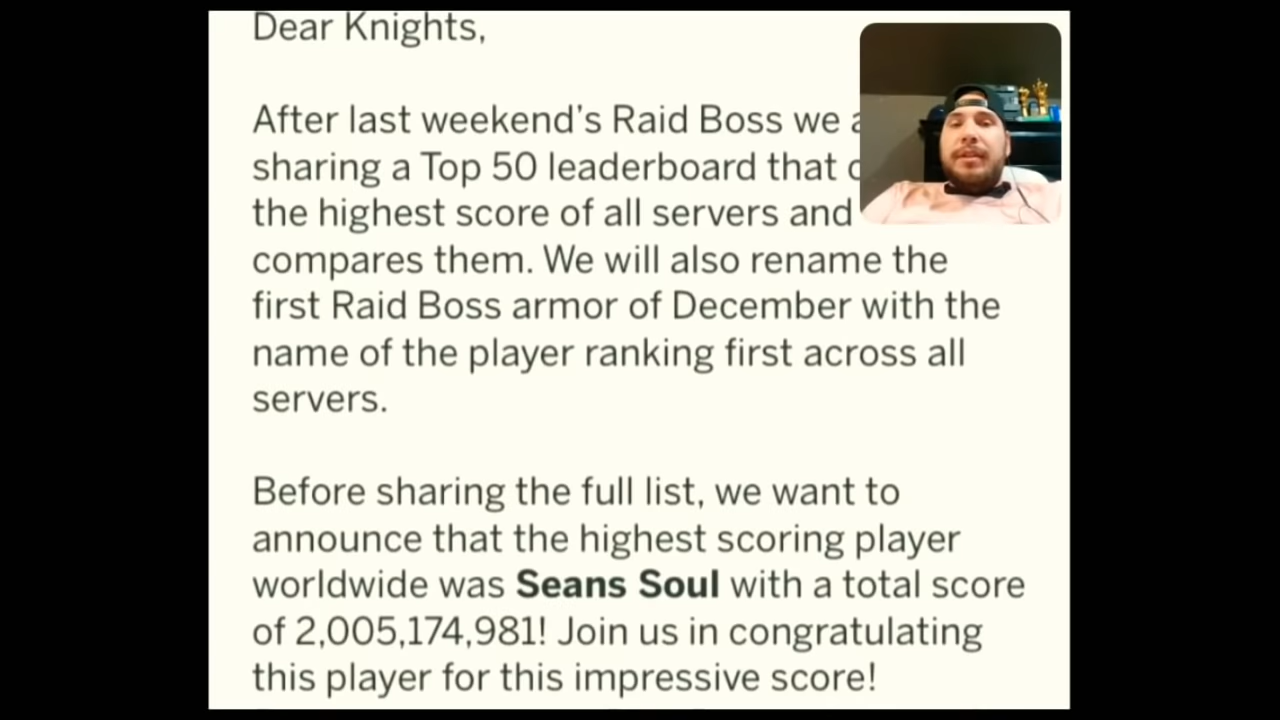 Dear Knights,
After last weekend's Raid Boss we
sharing a Top 50 leaderboard that
the highest score of all servers and
compares them. We will also rename the
first Raid Boss armor of December with the
name of the player ranking first across all
servers.
Before sharing the full list, we want to
announce that the highest scoring player
worldwide was Seans Soul with a total score
of 2,005,174,981! Join us in congratulating
this player for this impressive score!